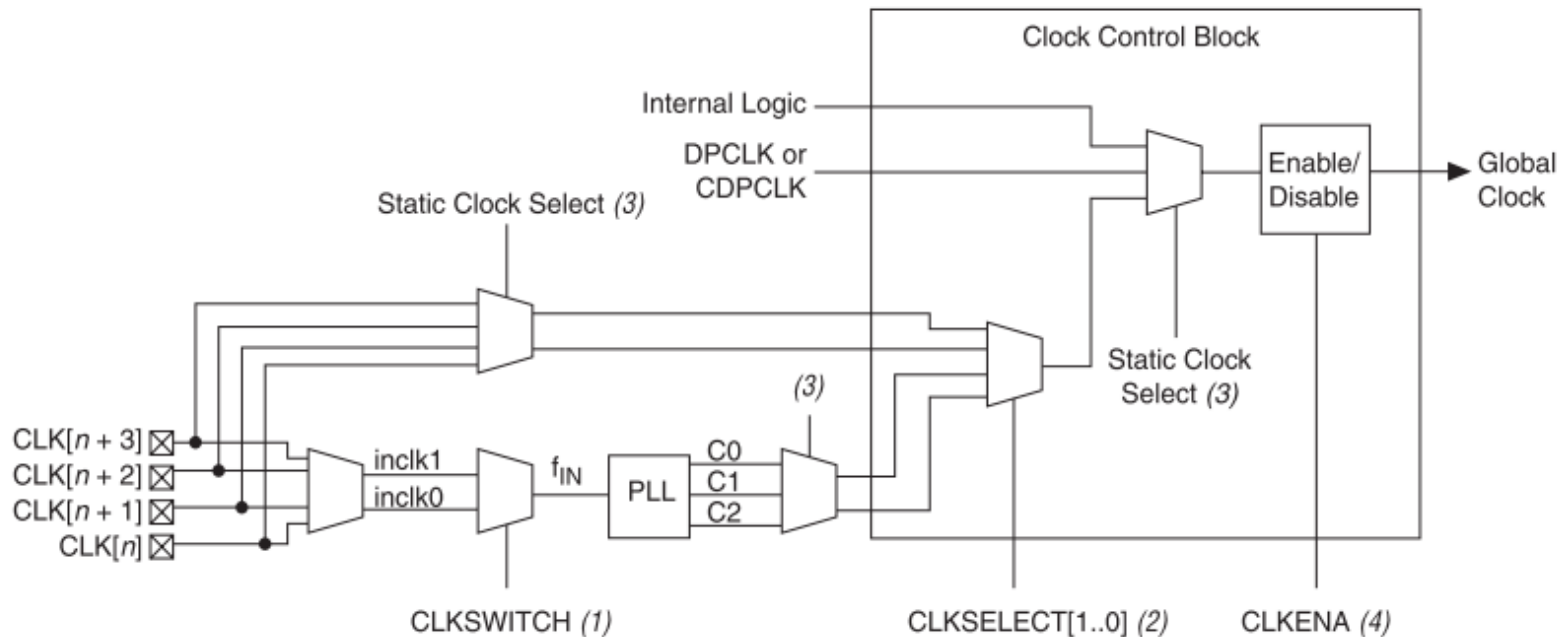 Clock Control Block
Internal Logic
DPCLK or
CDPCLK
Enable/
Disable
Global
Clock
Static Clock Select (3)
Static Clock
Select (3)
(3)
CLK[n + 3]
CLK[n + 2]
CLK[n + 1]
CLK[n]
inclk1
inclk0
fIN
PLL
C0
C1
C2
CLKSWITCH (1)
CLKSELECT[1..0] (2)
CLKENA (4)